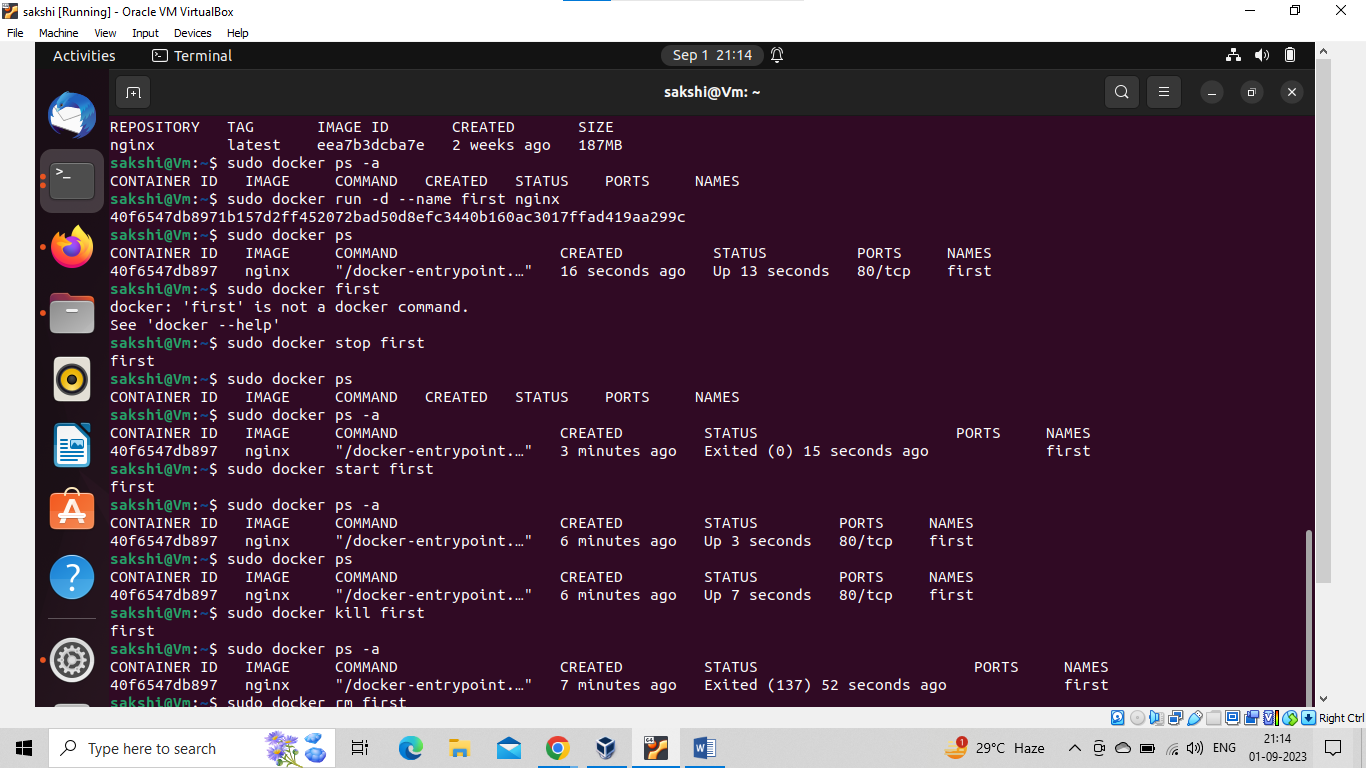 sakshi [Running] - Oracle VM VirtualBox
File Machine View Input Devices Help
Activities Terminal Sep 1 21:14
sakshi@Vm: ~
REPOSITORY TAG IMAGE ID CREATED SIZE
nginx latest eea7b3dcba7e 2 weeks ago 187MB
sakshi@Vm:~$ sudo docker ps -a
CONTAINER ID IMAGE COMMAND CREATED STATUS PORTS NAMES
sakshi@Vm:~$ sudo docker run -d --name first nginx
40f6547db8971b157d2ff452072bad50d8efc3440b160ac3017ffad419aa299c
sakshi@Vm:~$ sudo docker ps
CONTAINER ID IMAGE COMMAND CREATED STATUS PORTS NAMES
40f6547db897 nginx "/docker-entrypoint.…" 16 seconds ago Up 13 seconds 80/tcp first
sakshi@Vm:~$ sudo docker first
docker: 'first' is not a docker command.
See 'docker --help'
sakshi@Vm:~$ sudo docker stop first
first
sakshi@Vm:~$ sudo docker ps
CONTAINER ID IMAGE COMMAND CREATED STATUS PORTS NAMES
sakshi@Vm:~$ sudo docker ps -a
CONTAINER ID IMAGE COMMAND CREATED STATUS PORTS NAMES
40f6547db897 nginx "/docker-entrypoint.…" 3 minutes ago Exited (0) 15 seconds ago first
sakshi@Vm:~$ sudo docker start first
first
sakshi@Vm:~$ sudo docker ps -a
CONTAINER ID IMAGE COMMAND CREATED STATUS PORTS NAMES
40f6547db897 nginx "/docker-entrypoint.…" 6 minutes ago Up 3 seconds 80/tcp first
sakshi@Vm:~$ sudo docker ps
CONTAINER ID IMAGE COMMAND CREATED STATUS PORTS NAMES
40f6547db897 nginx "/docker-entrypoint.…" 6 minutes ago Up 7 seconds 80/tcp first
sakshi@Vm:~$ sudo docker kill first
first
sakshi@Vm:~$ sudo docker ps -a
CONTAINER ID IMAGE COMMAND CREATED STATUS PORTS NAMES
40f6547db897 nginx "/docker-entrypoint.…" 7 minutes ago Exited (137) 52 seconds ago first
sakshi@Vm:~$ sudo docker rm first
Right Ctrl
Type here to search 1 29°C Haze ENG 21:14
01-09-2023